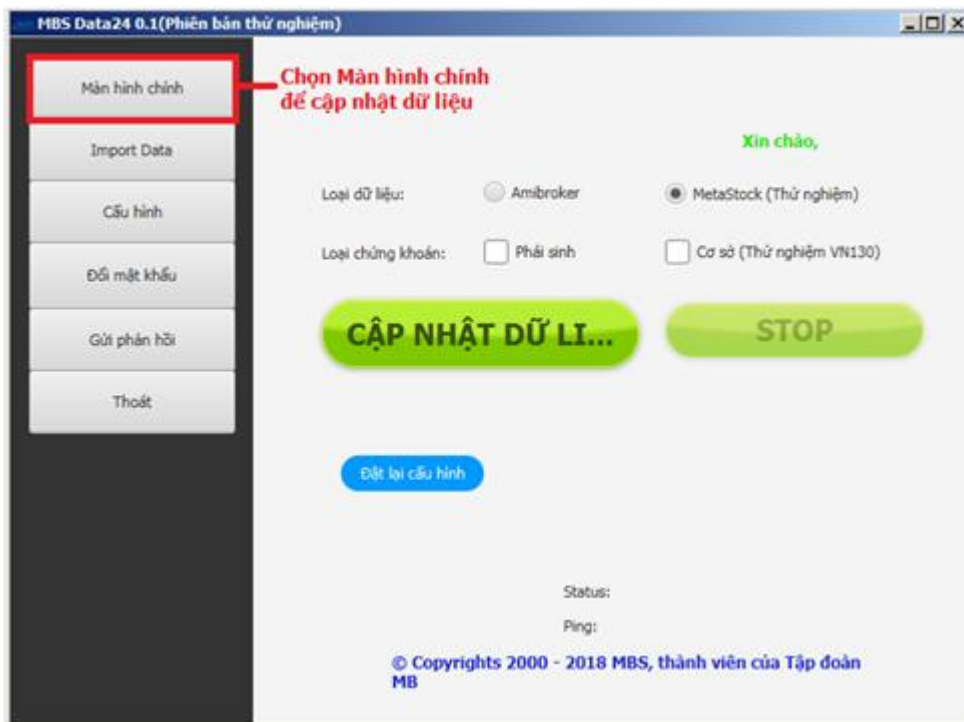 MBS Data24 0.1(Phiên bản thử nghiệm)
Màn hình chính
Chọn Màn hình chính
để cập nhật dữ liệu
Import Data
Xin chào,
Loại dữ liệu: Amibroker MetaStock (Thử nghiệm)
Cấu hình
Loại chứng khoán: Phái sinh Cơ sở (Thử nghiệm VN130)
Đổi mật khẩu
Gửi phản hồi
CẬP NHẬT DỮ LI... STOP
Thoát
Đặt lại cấu hình
Status:
Ping:
© Copyrights 2000 - 2018 MBS, thành viên của Tập đoàn
MB